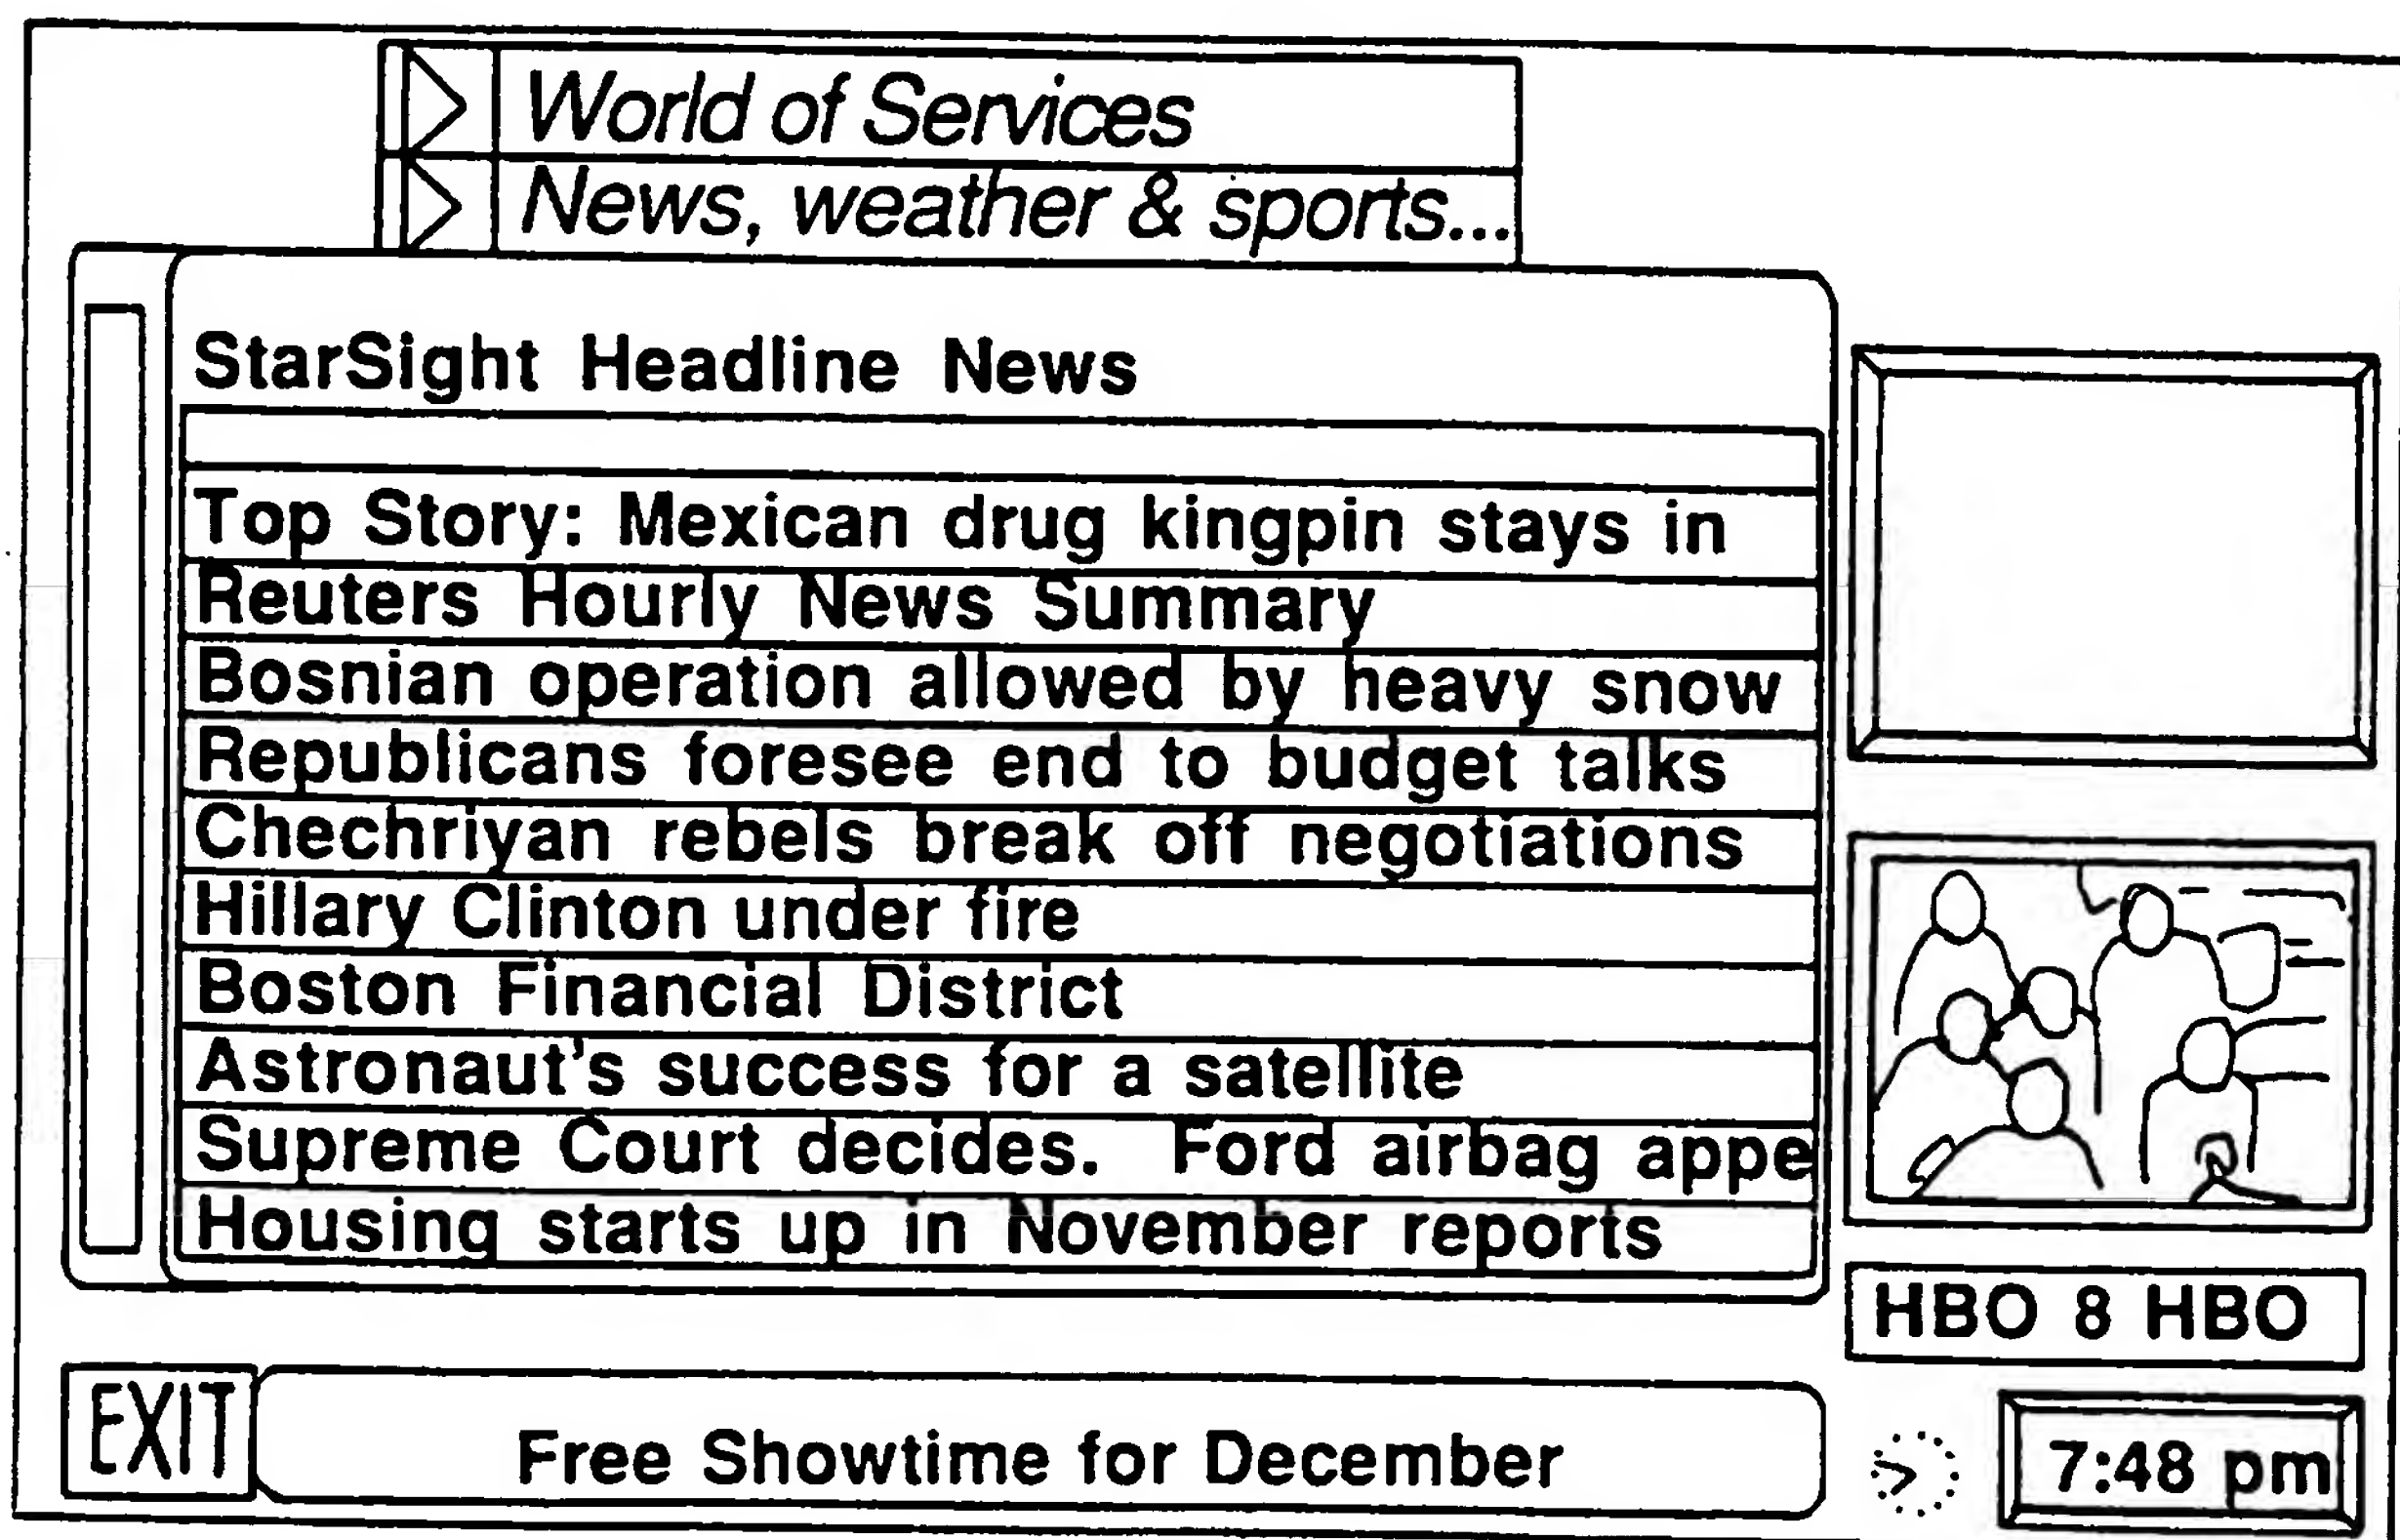 World of Services
News, weather & sports...
StarSight Headline News
Top Story: Mexican drug kingpin stays in
Reuters Hourly News Summary
Bosnian operation allowed by heavy snow
Republicans foresee end to budget talks
Chechriyan rebels break off negotiations
Hillary Clinton under fire
Boston Financial District
Astronaut's success for a satellite
Supreme Court decides. Ford airbag appe
Housing starts up in November reports
HBO 8 HBO
EXIT
Free Showtime for December
7:48 pm